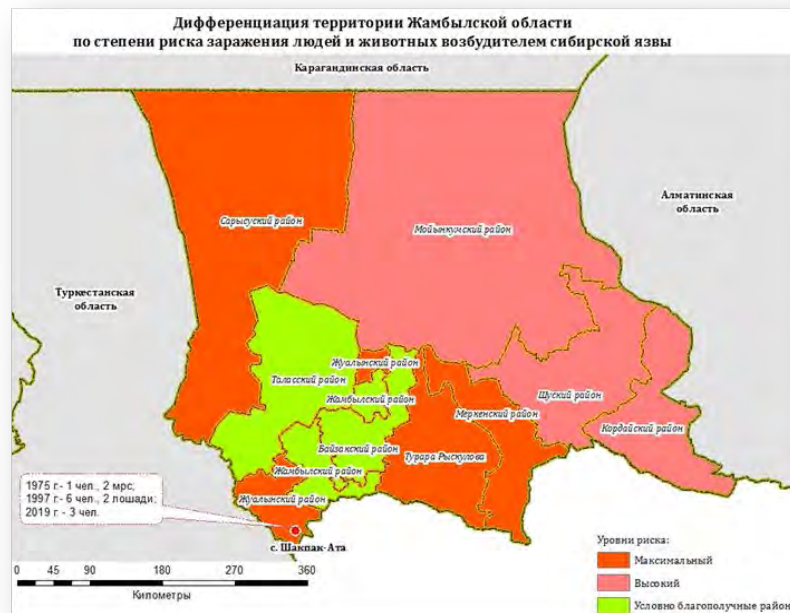 Дифференциация территории Жамбылской области
по степени риска заражения людей и животных возбудителем сибирской язвы
Карагандинская область
Алматинская
область
Сарысуский район
Мойынкумский район
Туркестанская
область
Жуалынский район
Таласский район
Жамбылский район
Меркенский район
Шуский район
Кордайский район
Байзакский район
Турара Рыскулова
Жамбылский район
Жуалынский район
1975 г.- 1 чел., 2 мрс;
1997 г.- 6 чел., 2 лошади;
2019 г. - 3 чел.
с. Шакпак-Ата
Уровни риска:
Максимальный
Высокий
Условно благополучные район
0 45 90 180 270 360
Километры